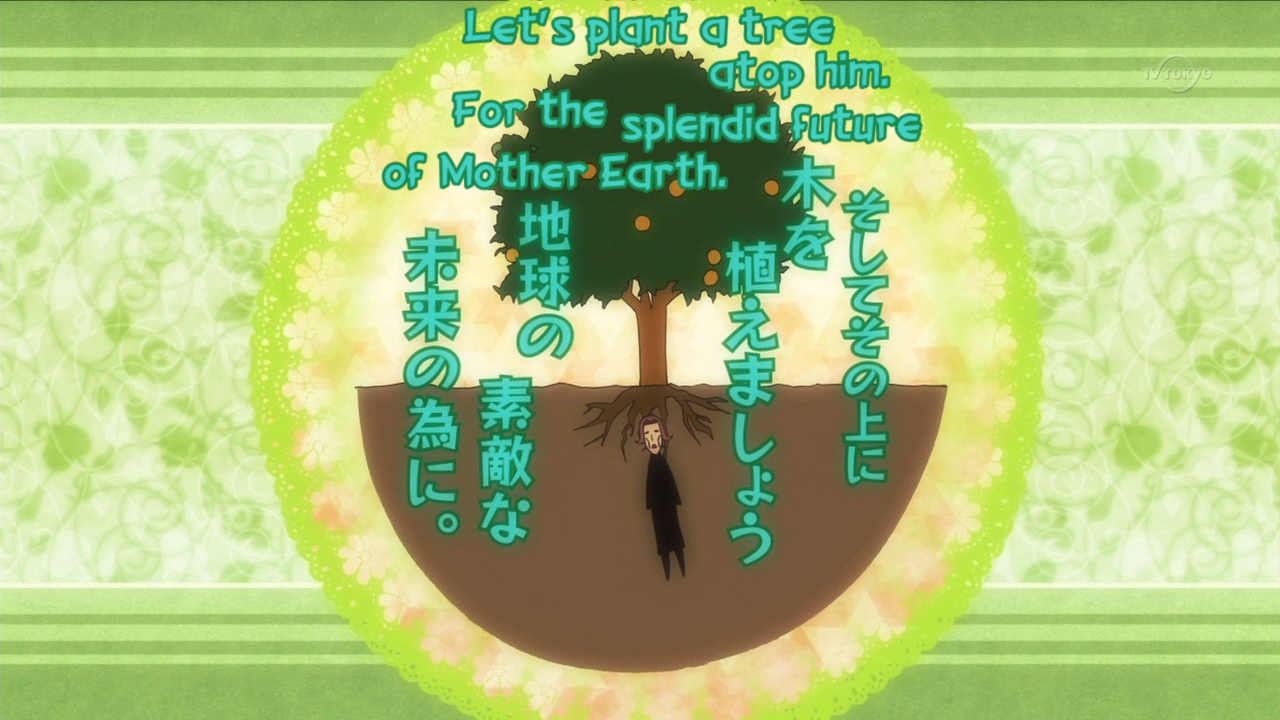 Let's plant a tree
atop him.
For the splendid future
of Mother Earth.
そしてその上に
木を
植えましょう
地球の
素敵な
未来の為に。
TV TOKYO